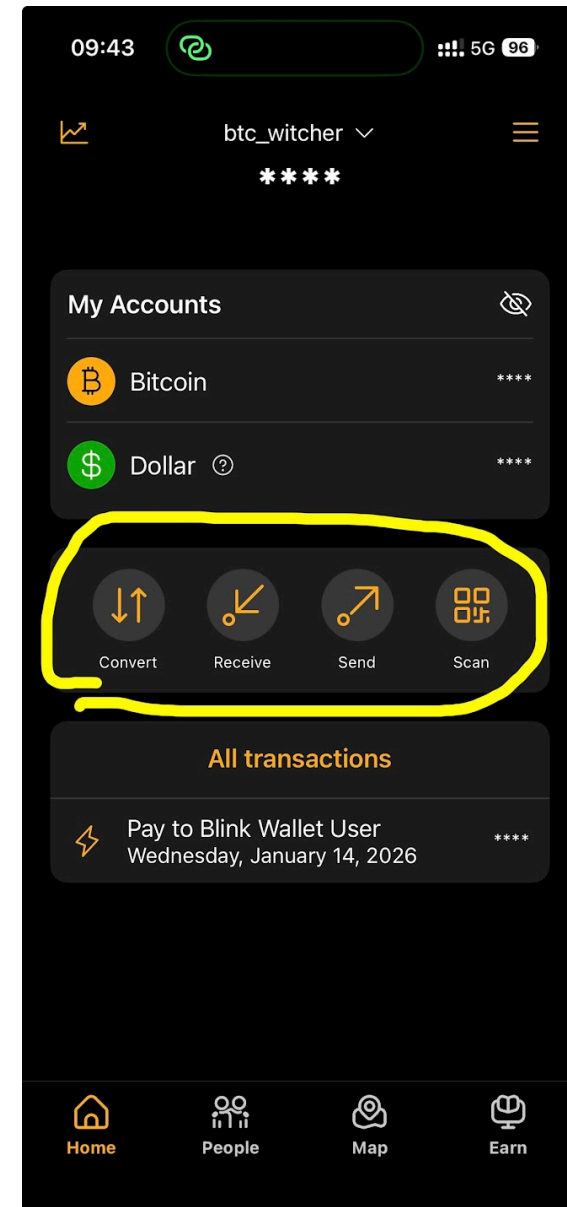 09:43 5G 96
btc_witcher
****
My Accounts
Bitcoin ****
Dollar ? ****
Convert Receive Send Scan
All transactions
Pay to Blink Wallet User
Wednesday, January 14, 2026 ****
Home People Map Earn